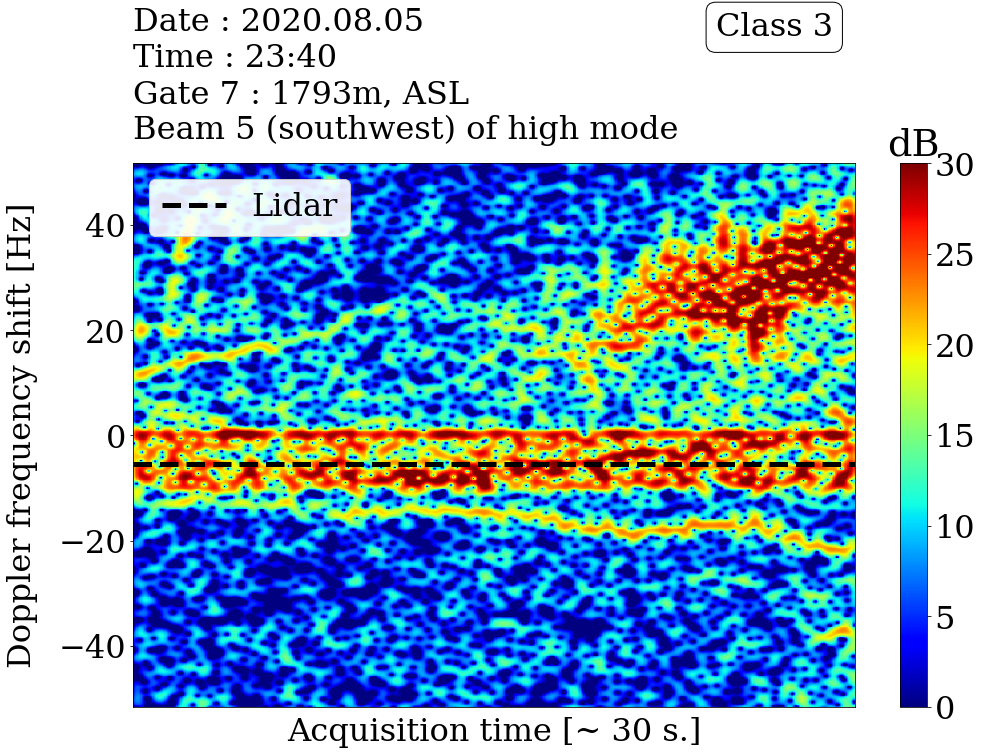 Date : 2020.08.05
Class 3
Time : 23:40
Gate 7 : 1793m, ASL
Beam 5 (southwest) of high mode
dB
Lidar
Doppler frequency shift [Hz]
40
20
0
−20
−40
30
25
20
15
10
5
0
Acquisition time [~ 30 s.]